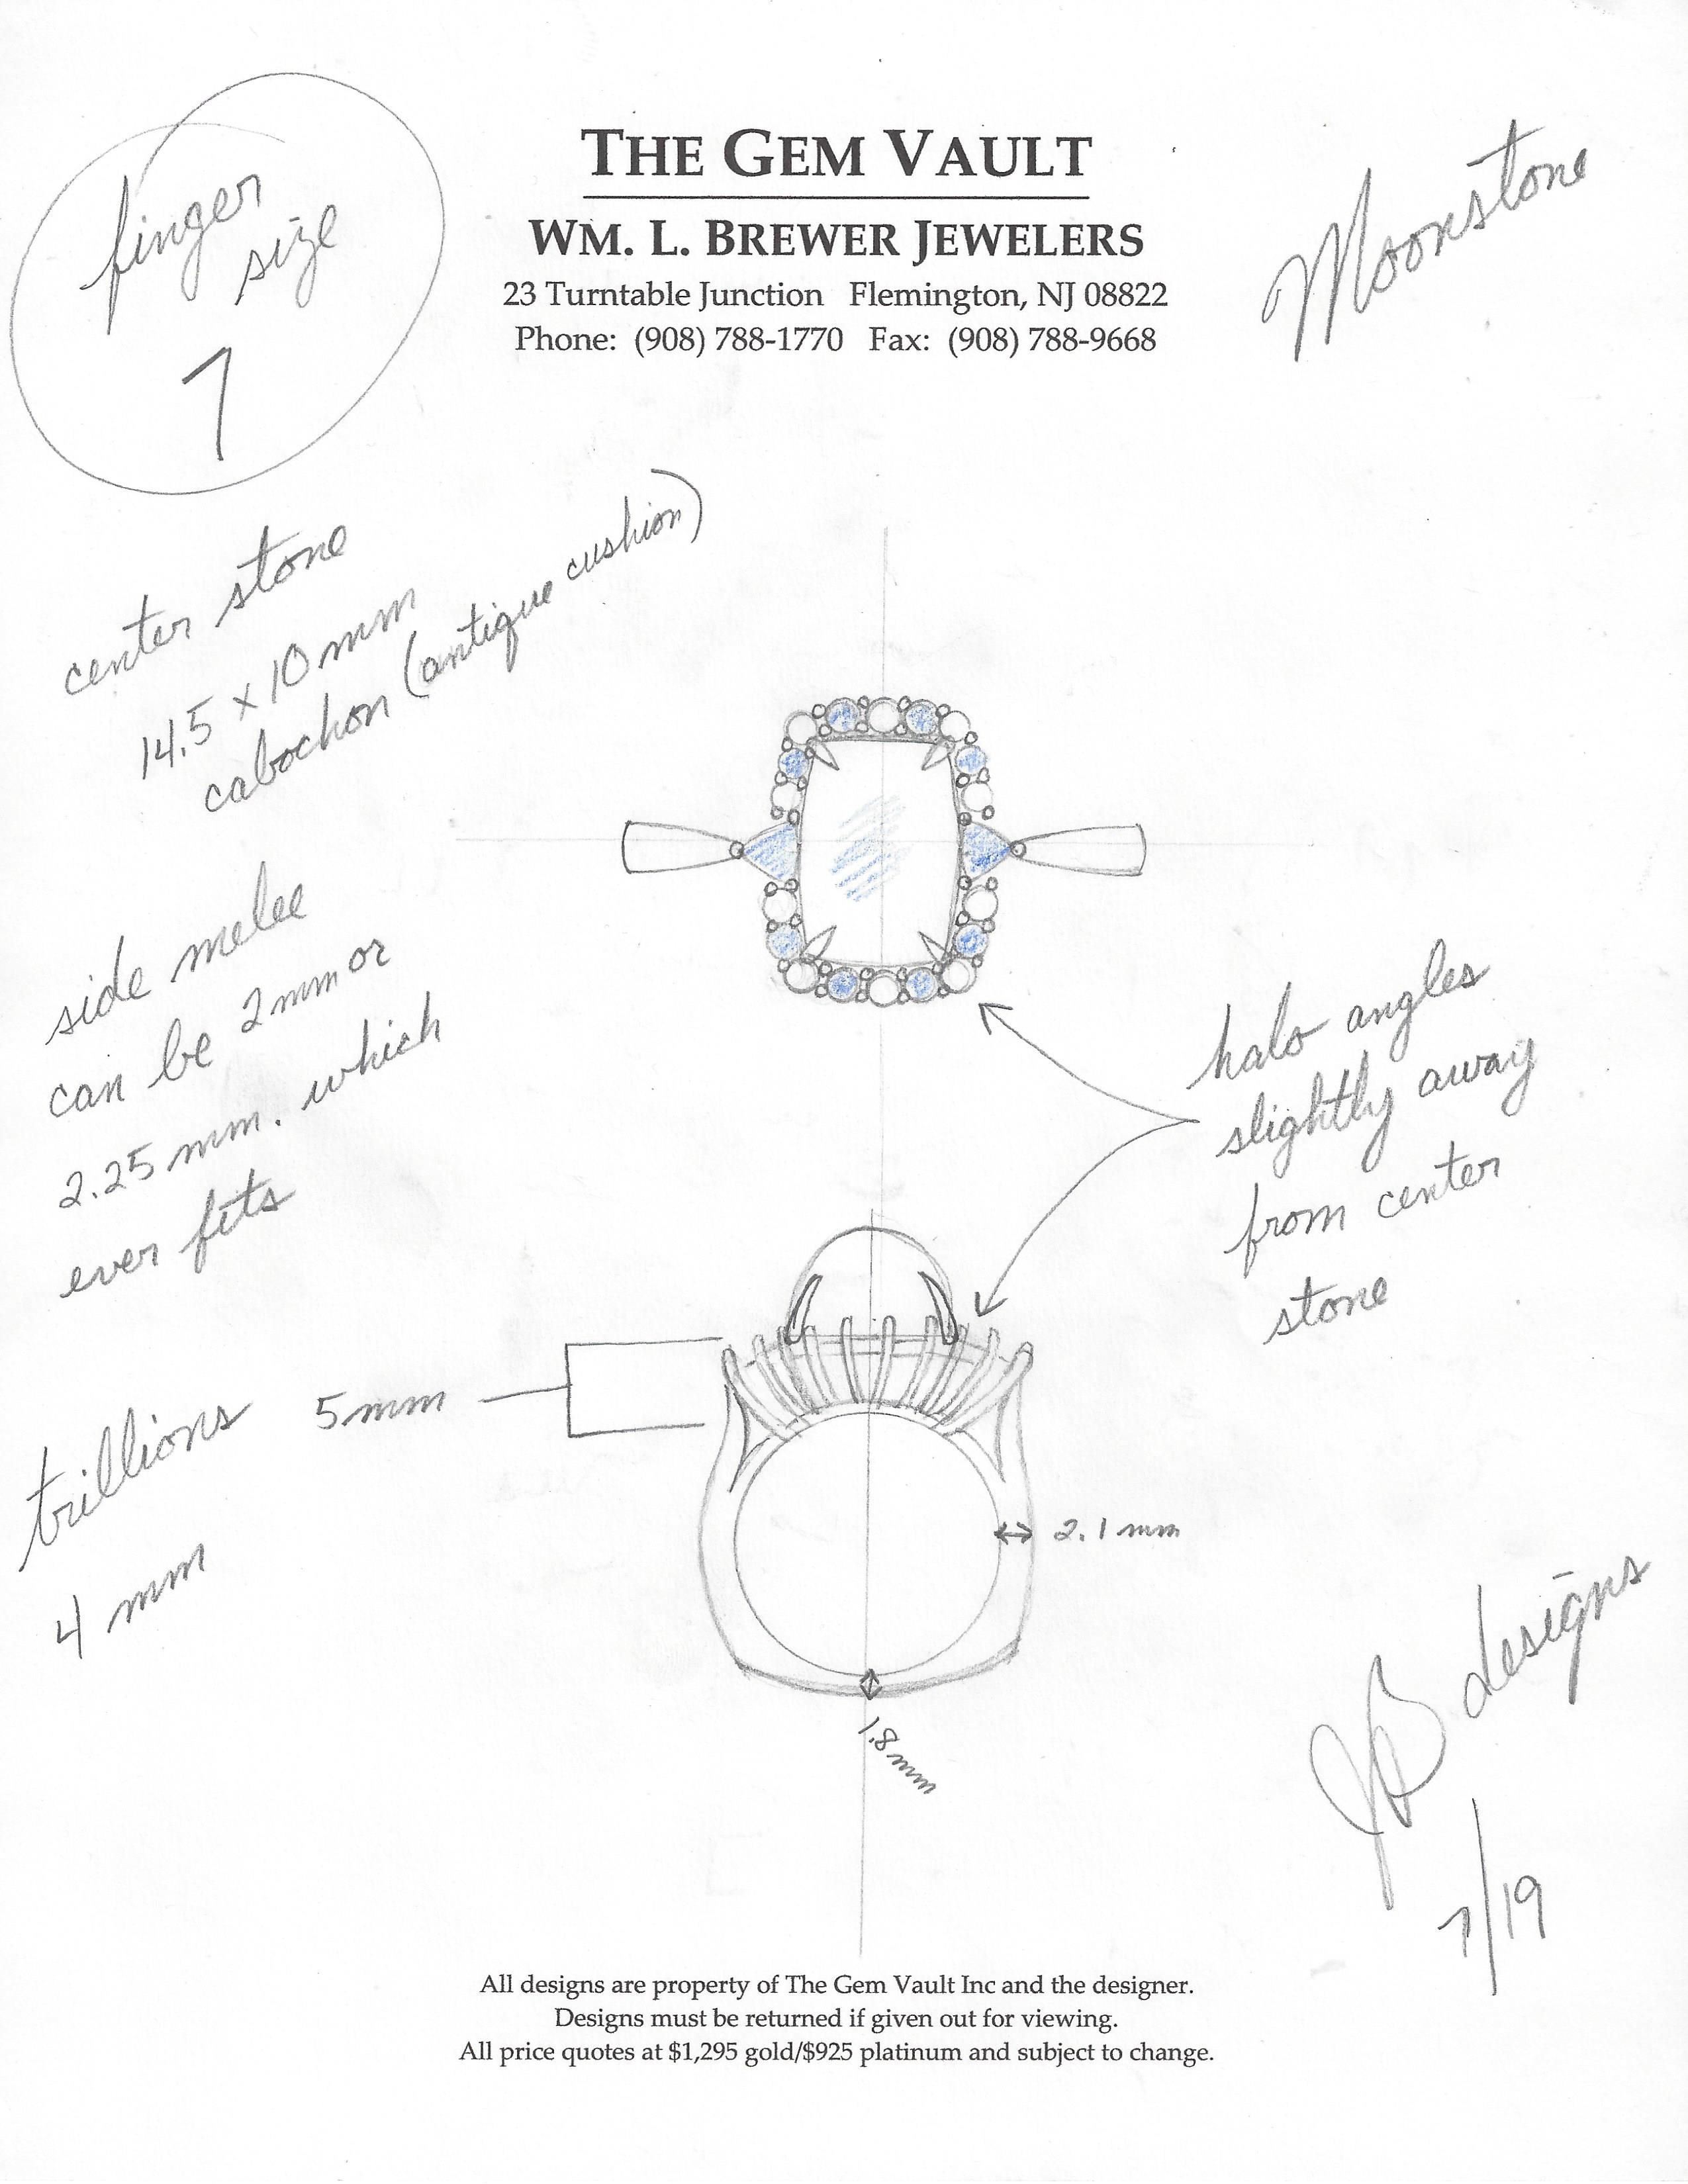 THE GEM VAULT
WM. L. BREWER JEWELERS
23 Turntable Junction Flemington, NJ 08822
Phone: (908) 788-1770 Fax: (908) 788-9668
finger
size
7
Moonstone
center stone
14.5 x 10 mm
cabochon (antique cushion)
side melee
can be 2mm or
2.25 mm. which
ever fits
halo angles
slightly away
from center
stone
trillions
4 mm
5mm
2.1 mm
1.8 mm
JB designs
7/19
All designs are property of The Gem Vault Inc and the designer.
Designs must be returned if given out for viewing.
All price quotes at $1,295 gold/$925 platinum and subject to change.